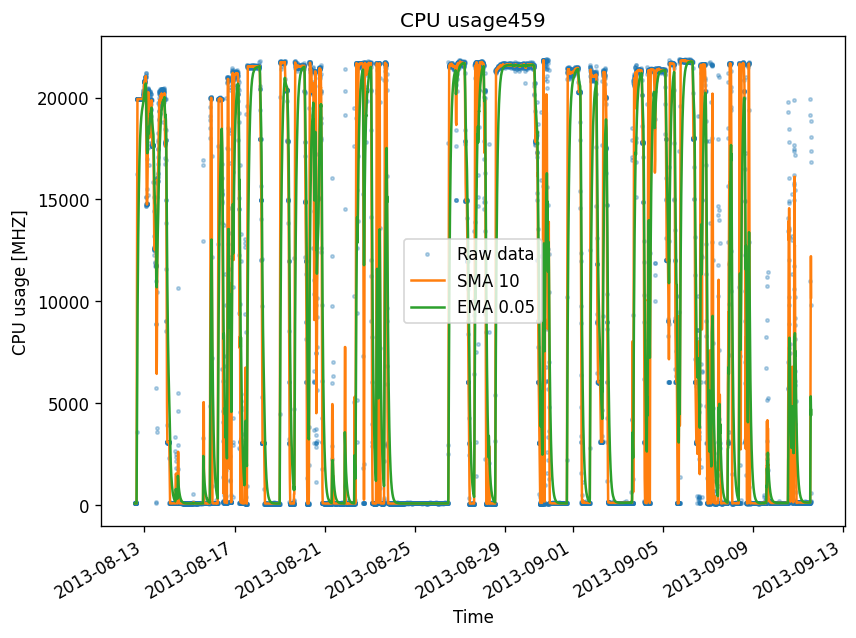 CPU usage459
CPU usage [MHZ]
20000
15000
10000
5000
0
Raw data
SMA 10
EMA 0.05
2013-08-13
2013-08-17
2013-08-21
2013-08-25
2013-08-29
2013-09-01
2013-09-05
2013-09-09
2013-09-13
Time